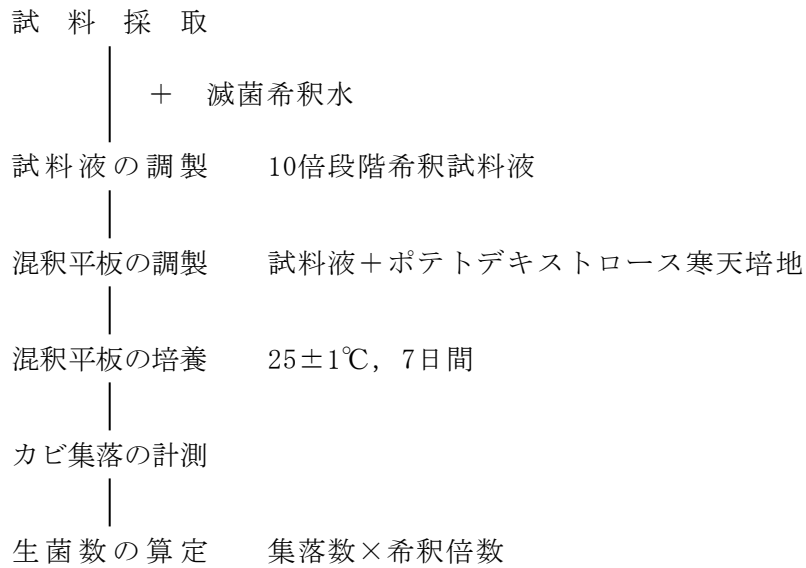 試料採取
＋　滅菌希釈水
試料液の調製　　10倍段階希釈試料液
混釈平板の調製　　試料液＋ポテトデキストロース寒天培地
混釈平板の培養　　25±1℃，7日間
カビ集落の計測
生菌数の算定　　集落数×希釈倍数